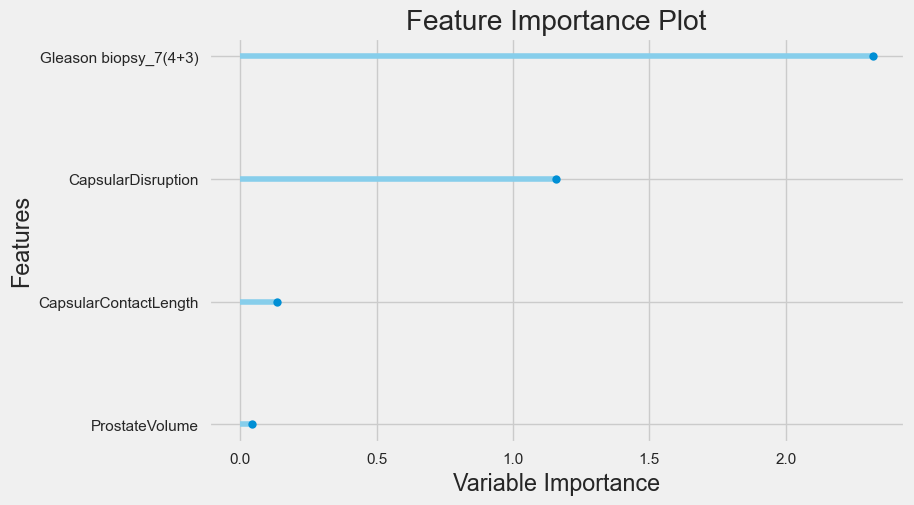 Feature Importance Plot
Gleason biopsy_7(4+3)
CapsularDisruption
CapsularContactLength
ProstateVolume
Features
0.0 0.5 1.0 1.5 2.0
Variable Importance